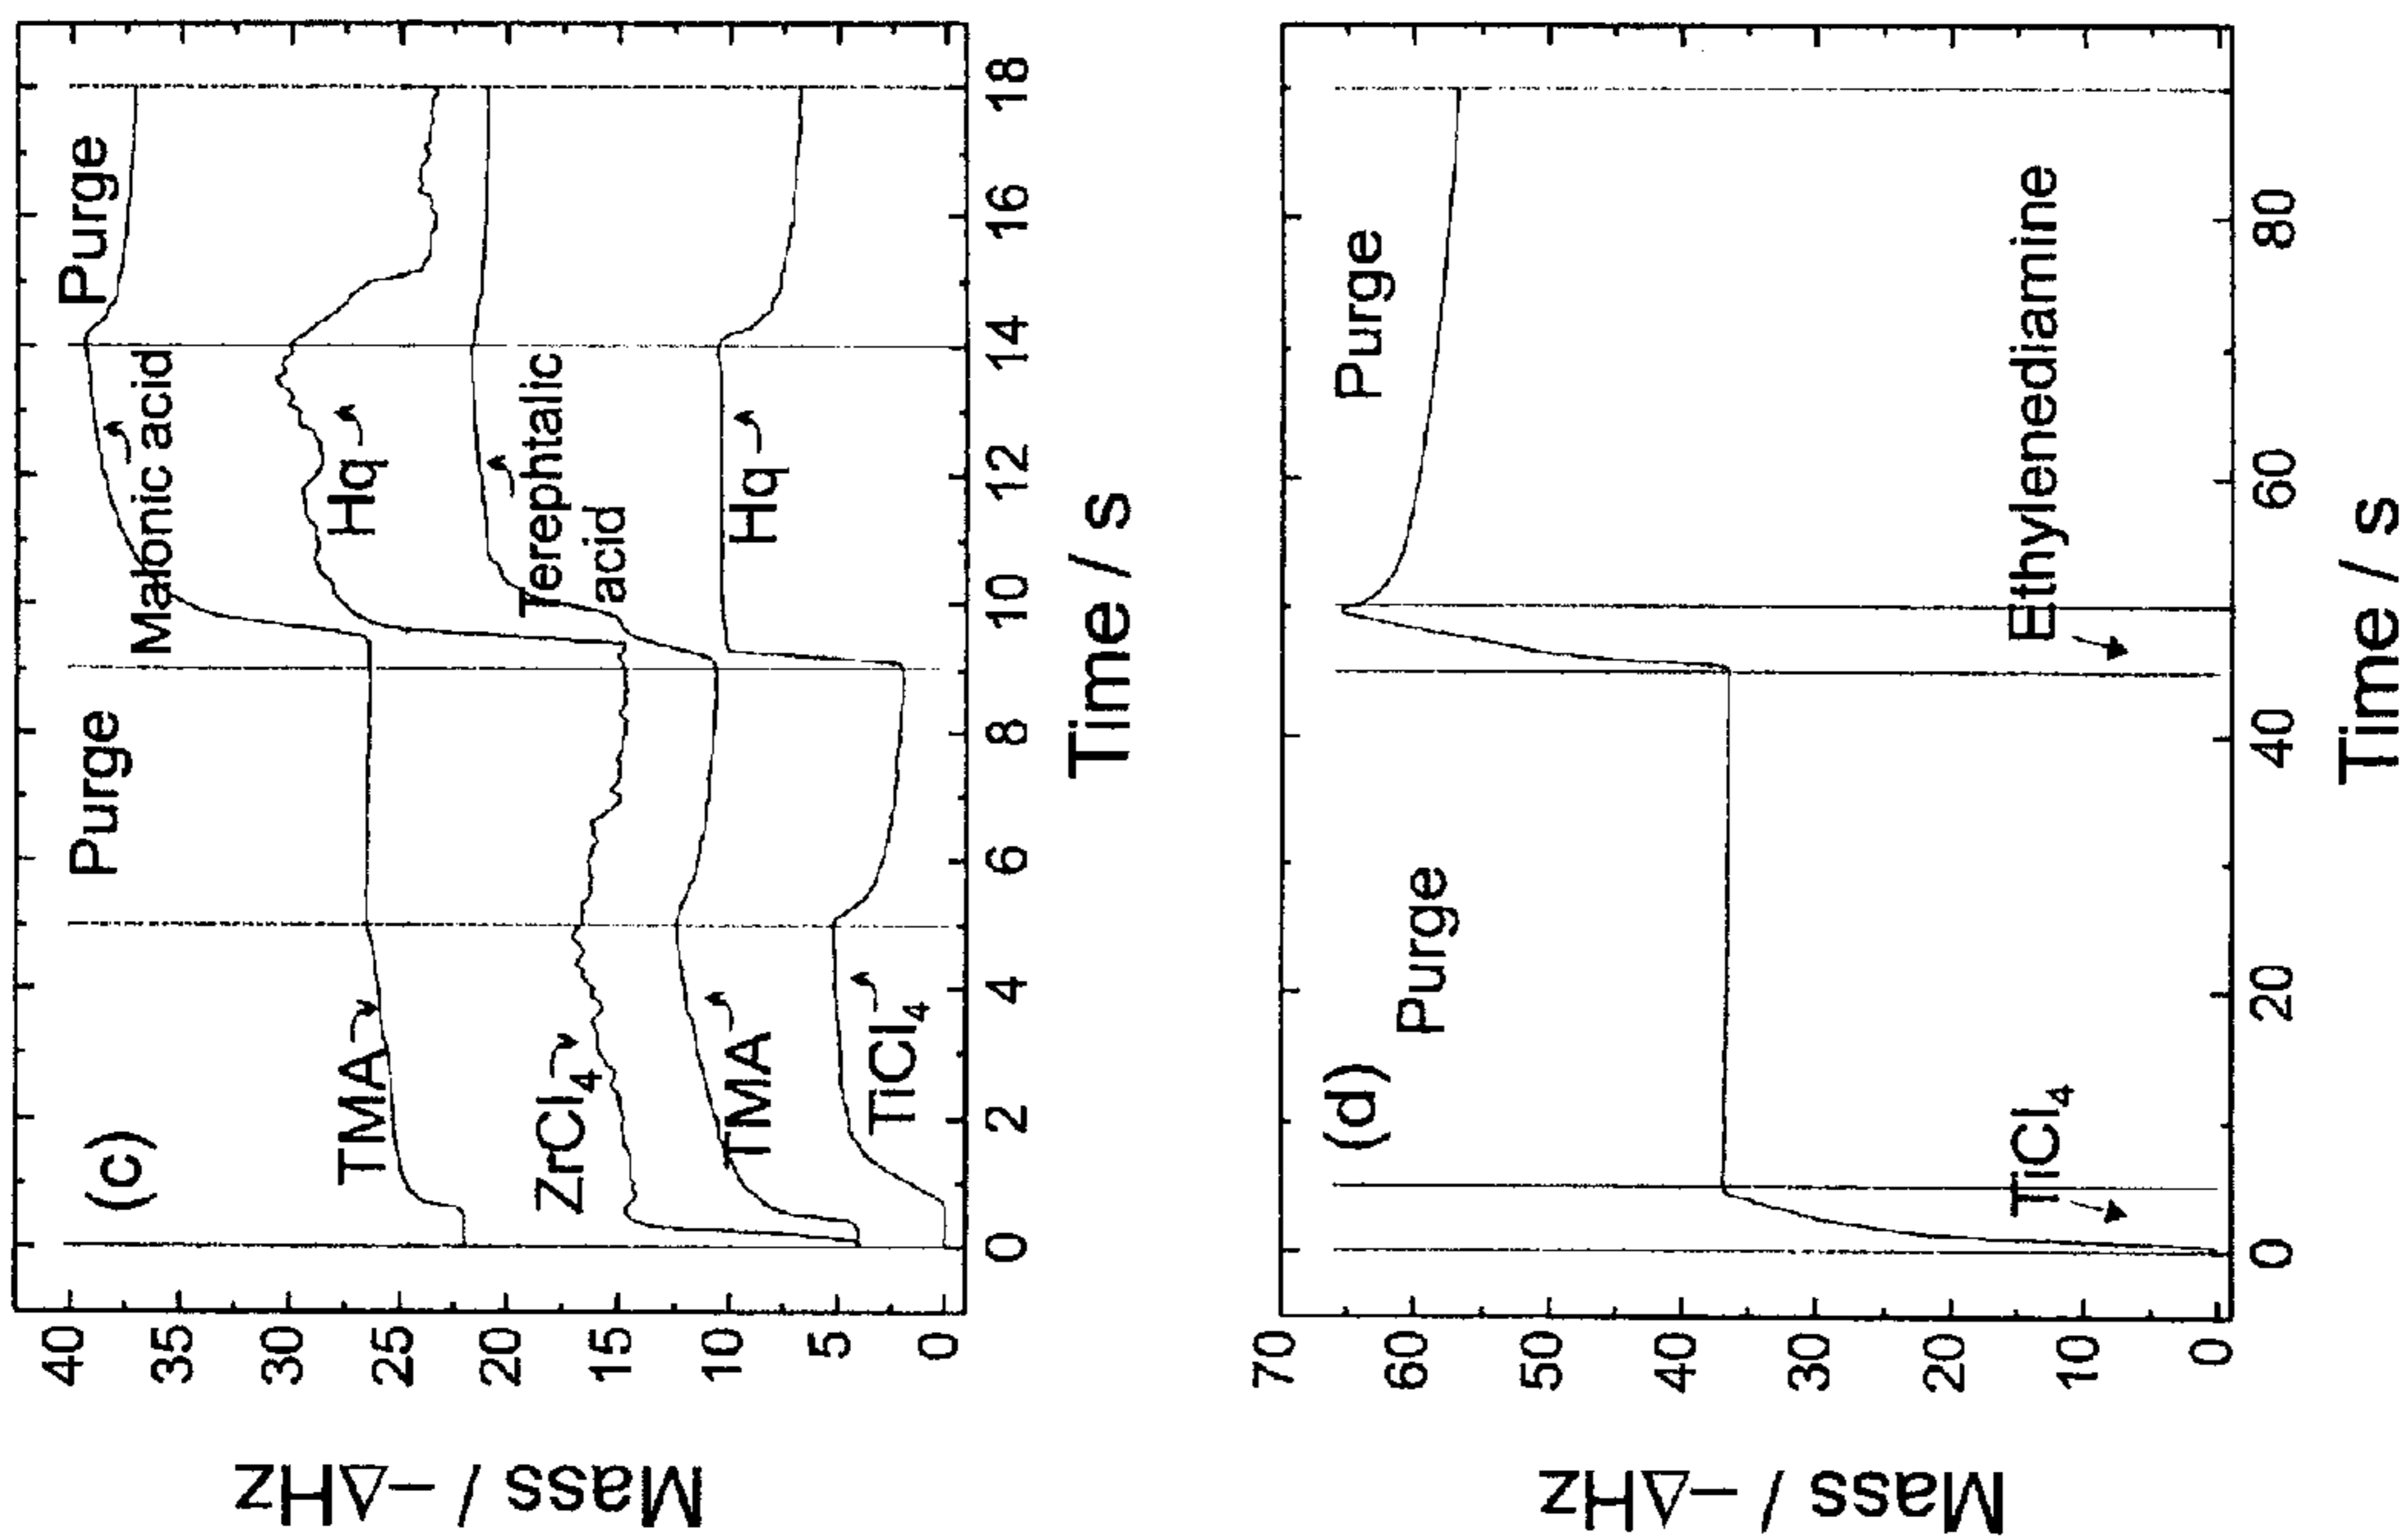 (c)
Purge
Purge
TMA
Malonic acid
ZrCl4
Hq
TMA
Terephtalic
acid
TiCl4
Hq
40
35
30
25
20
15
10
5
0
Mass / −ΔHz
0
2
4
6
8
10
12
14
16
18
Time / s
(d)
Purge
Purge
TiCl4
Ethylenediamine
70
60
50
40
30
20
10
0
Mass / −ΔHz
0
20
40
60
80
Time / s